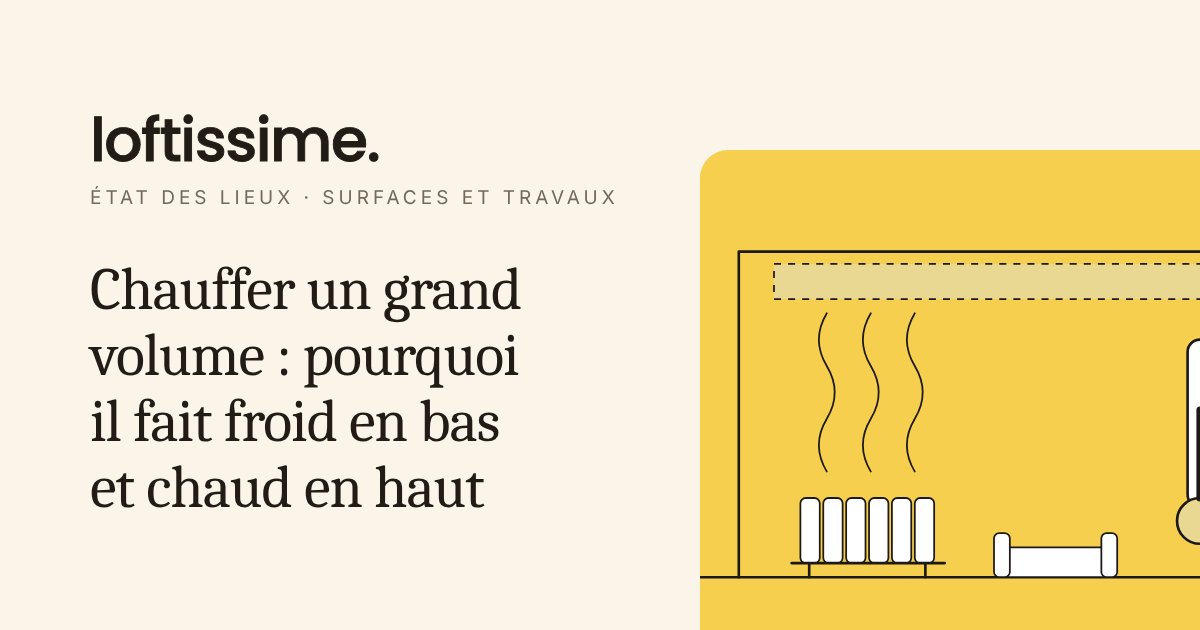 loftissime.
ÉTAT DES LIEUX · SURFACES ET TRAVAUX
Chauffer un grand
volume : pourquoi
il fait froid en bas
et chaud en haut